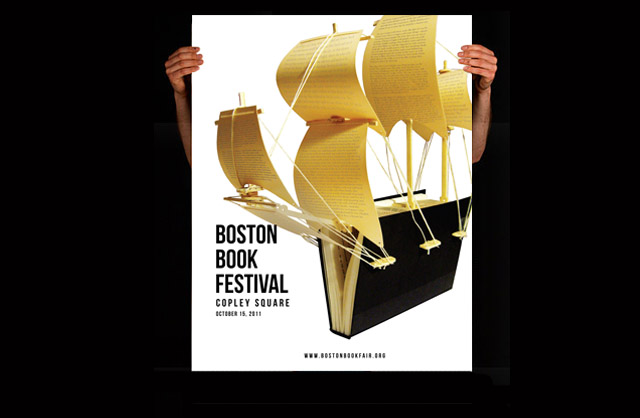 BOSTON
BOOK
FESTIVAL
COPLEY SQUARE
OCTOBER 15, 2011
WWW.BOSTONBOOKFAIR.ORG